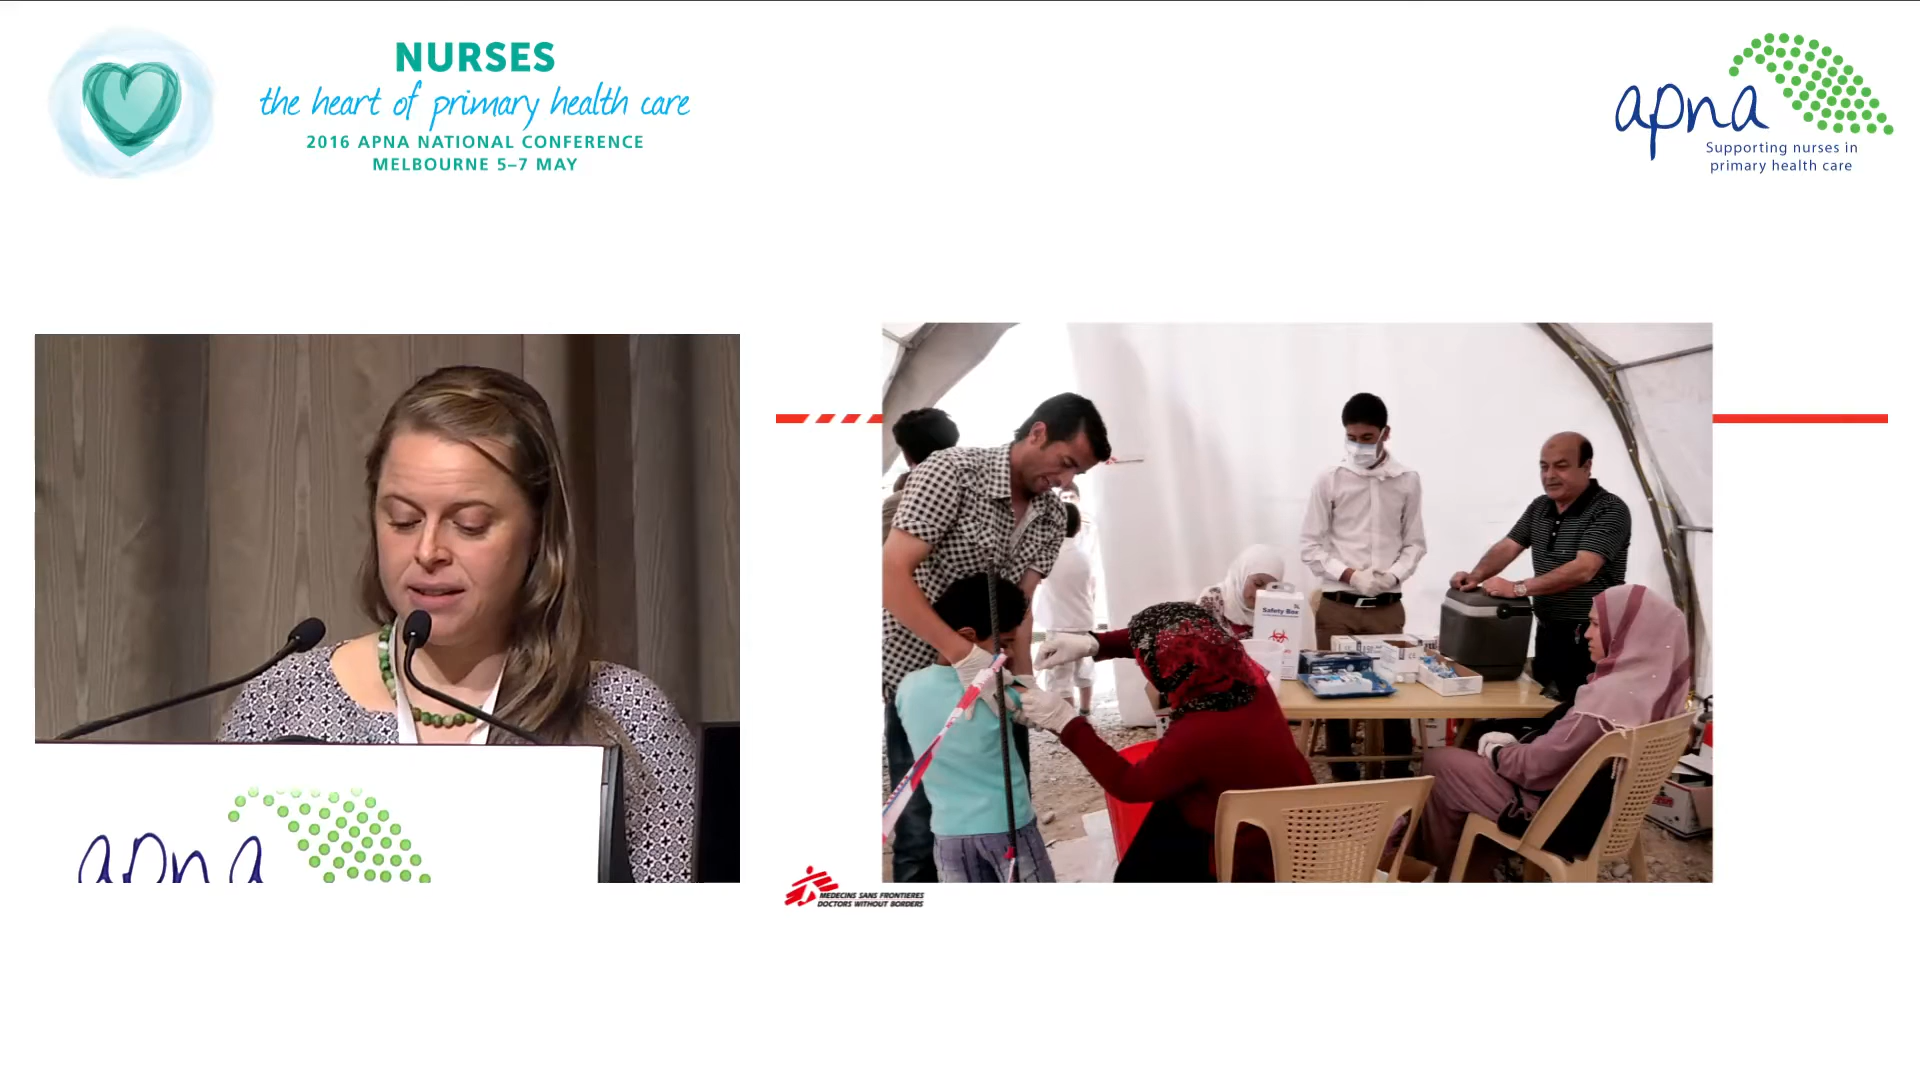 NURSES
the heart of primary health care
2016 APNA NATIONAL CONFERENCE
MELBOURNE 5–7 MAY
apna
Supporting nurses in
primary health care
Safety Box
apna
MEDECINS SANS FRONTIERES
DOCTORS WITHOUT BORDERS